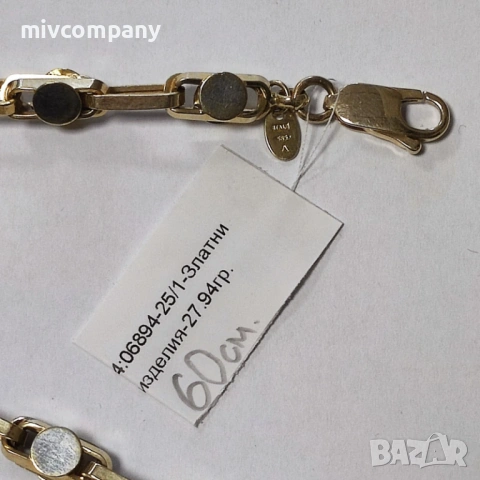 mivcompany
4:06894-25/1-Златни
изделия-27.94гр.
60см.
BAZAR